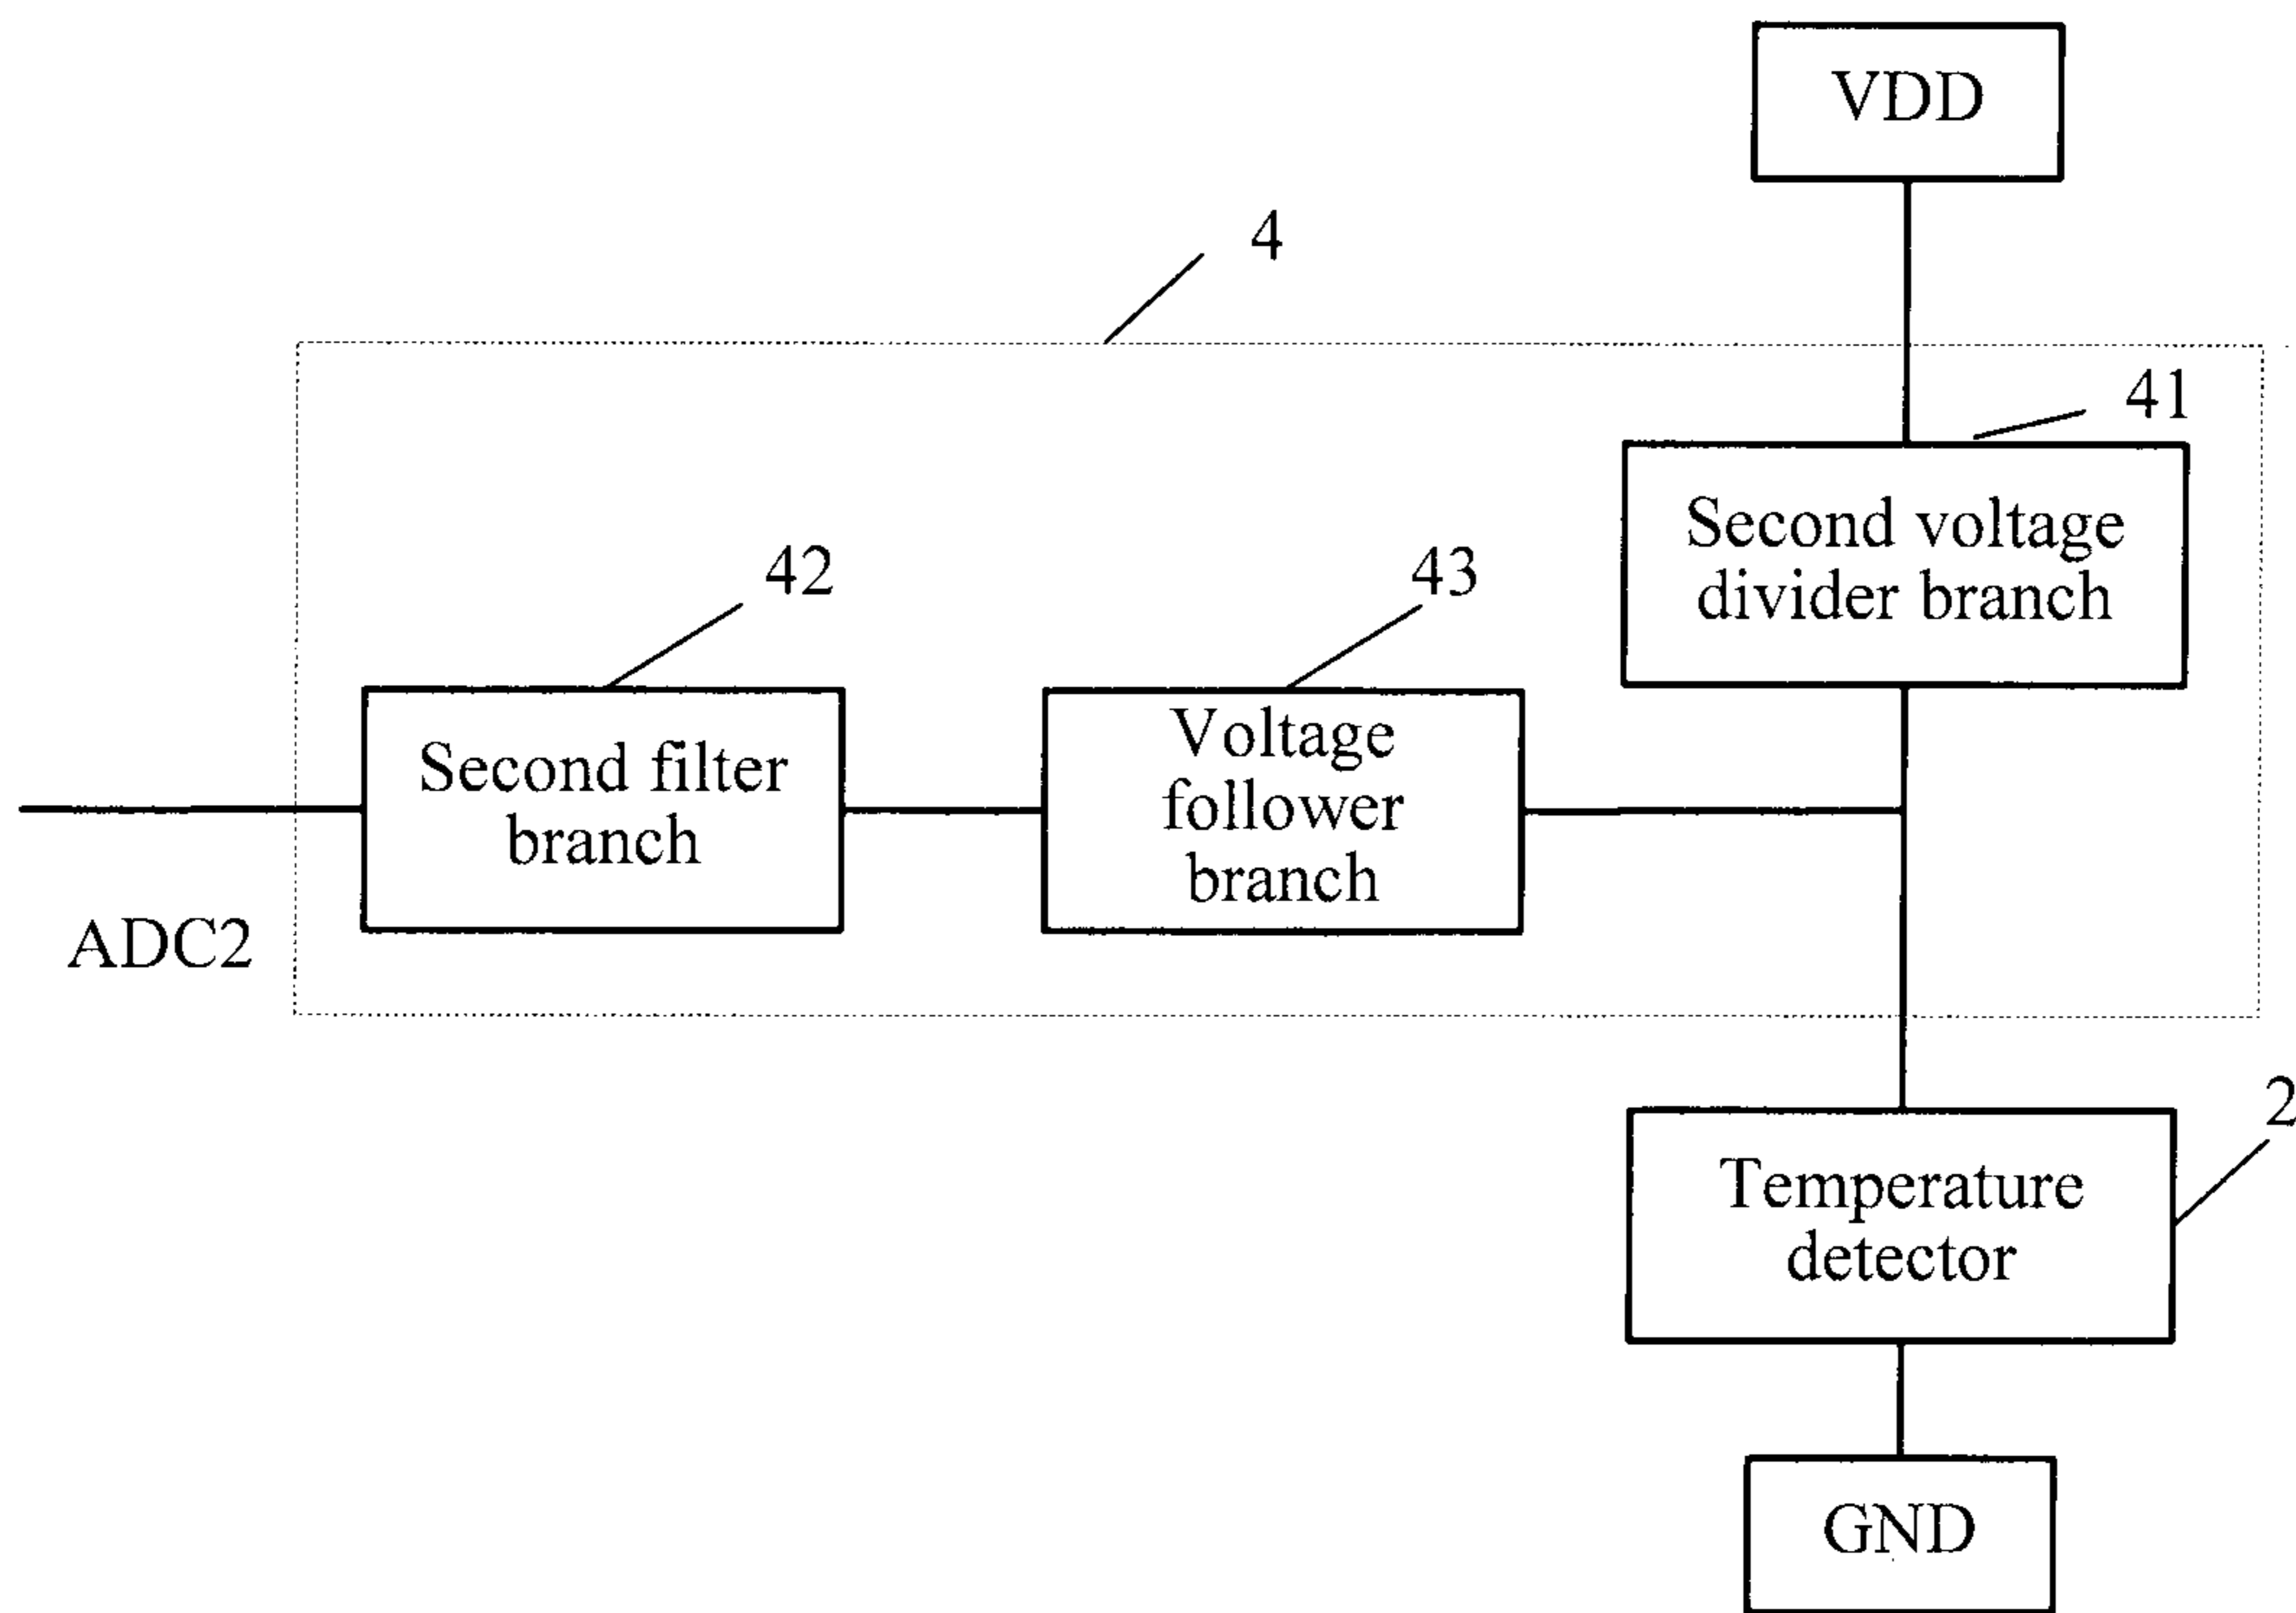 VDD
4
41
Second voltage
divider branch
42
43
Second filter
branch
Voltage
follower
branch
ADC2
2
Temperature
detector
GND